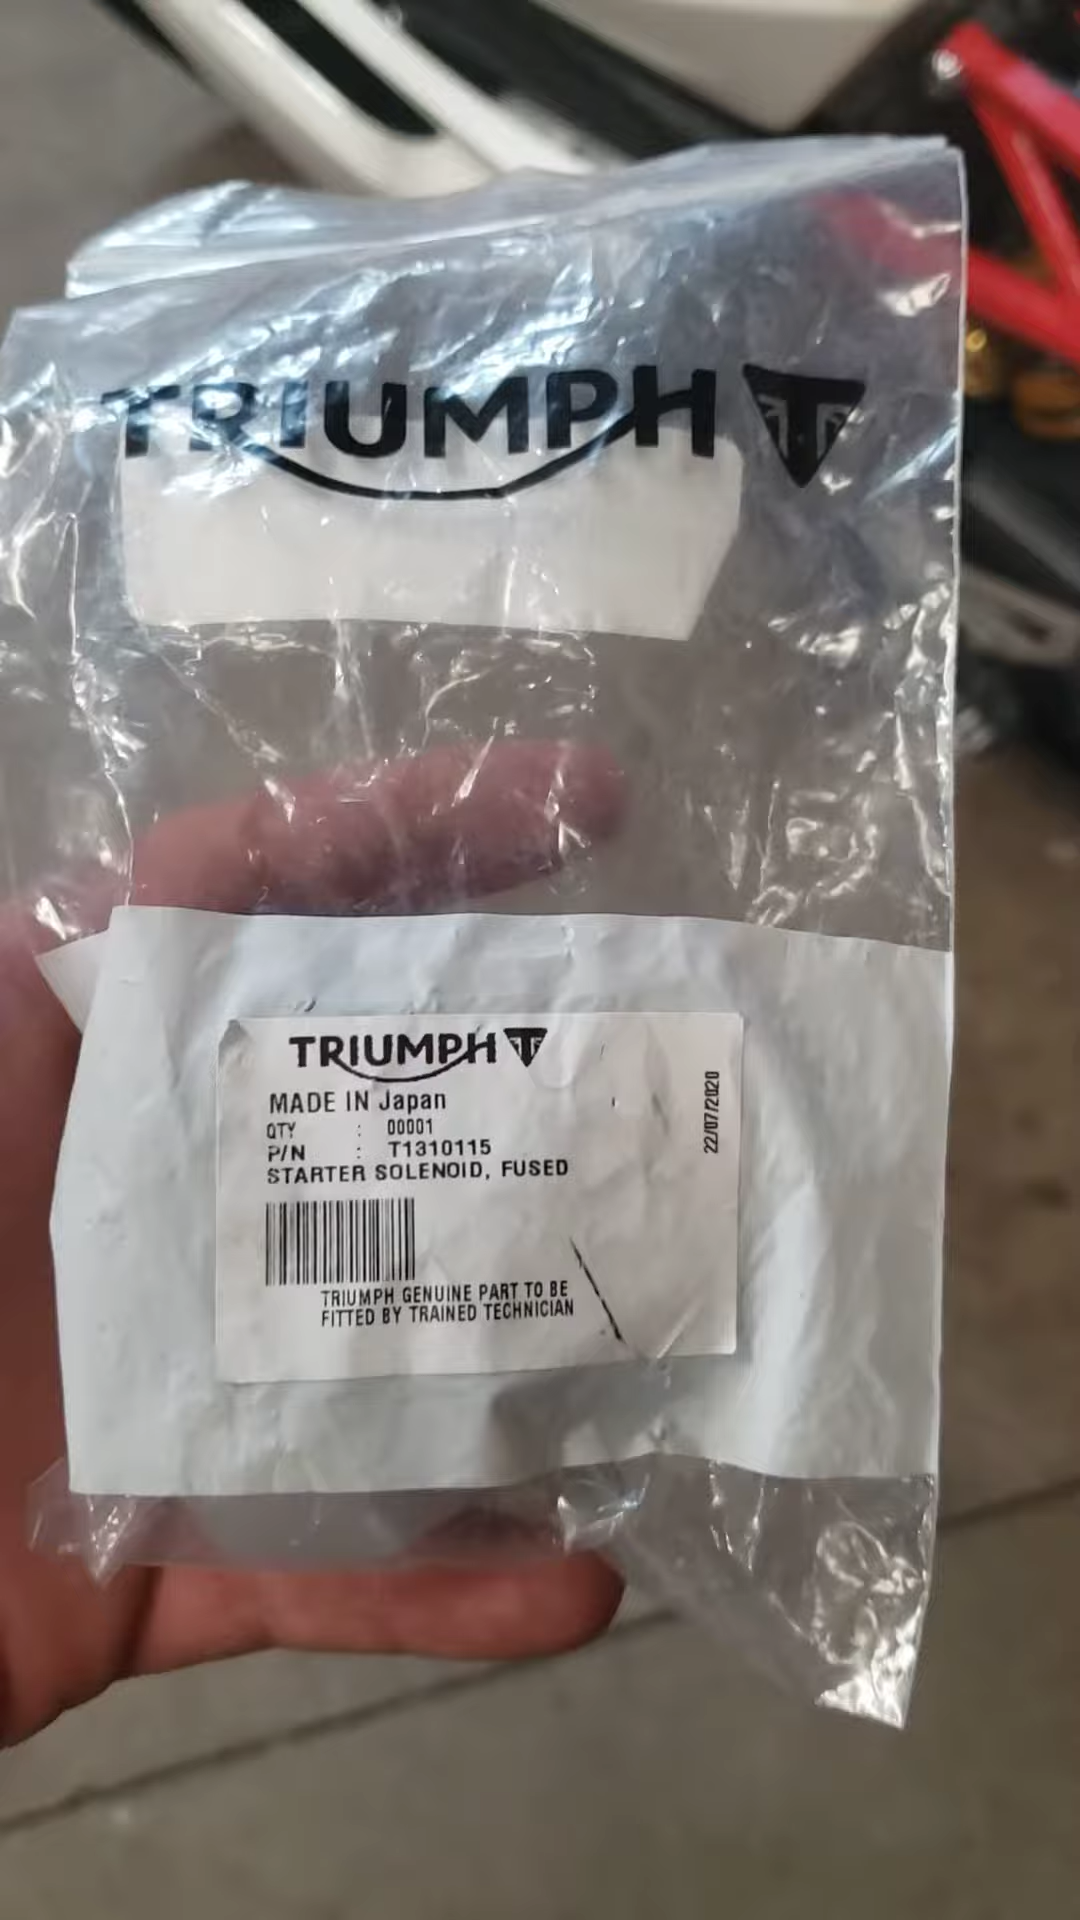 TRIUMPH
TRIUMPH
MADE IN Japan
QTY : 00001
P/N : T1310115
STARTER SOLENOID, FUSED
TRIUMPH GENUINE PART TO BE
FITTED BY TRAINED TECHNICIAN
22/07/2020